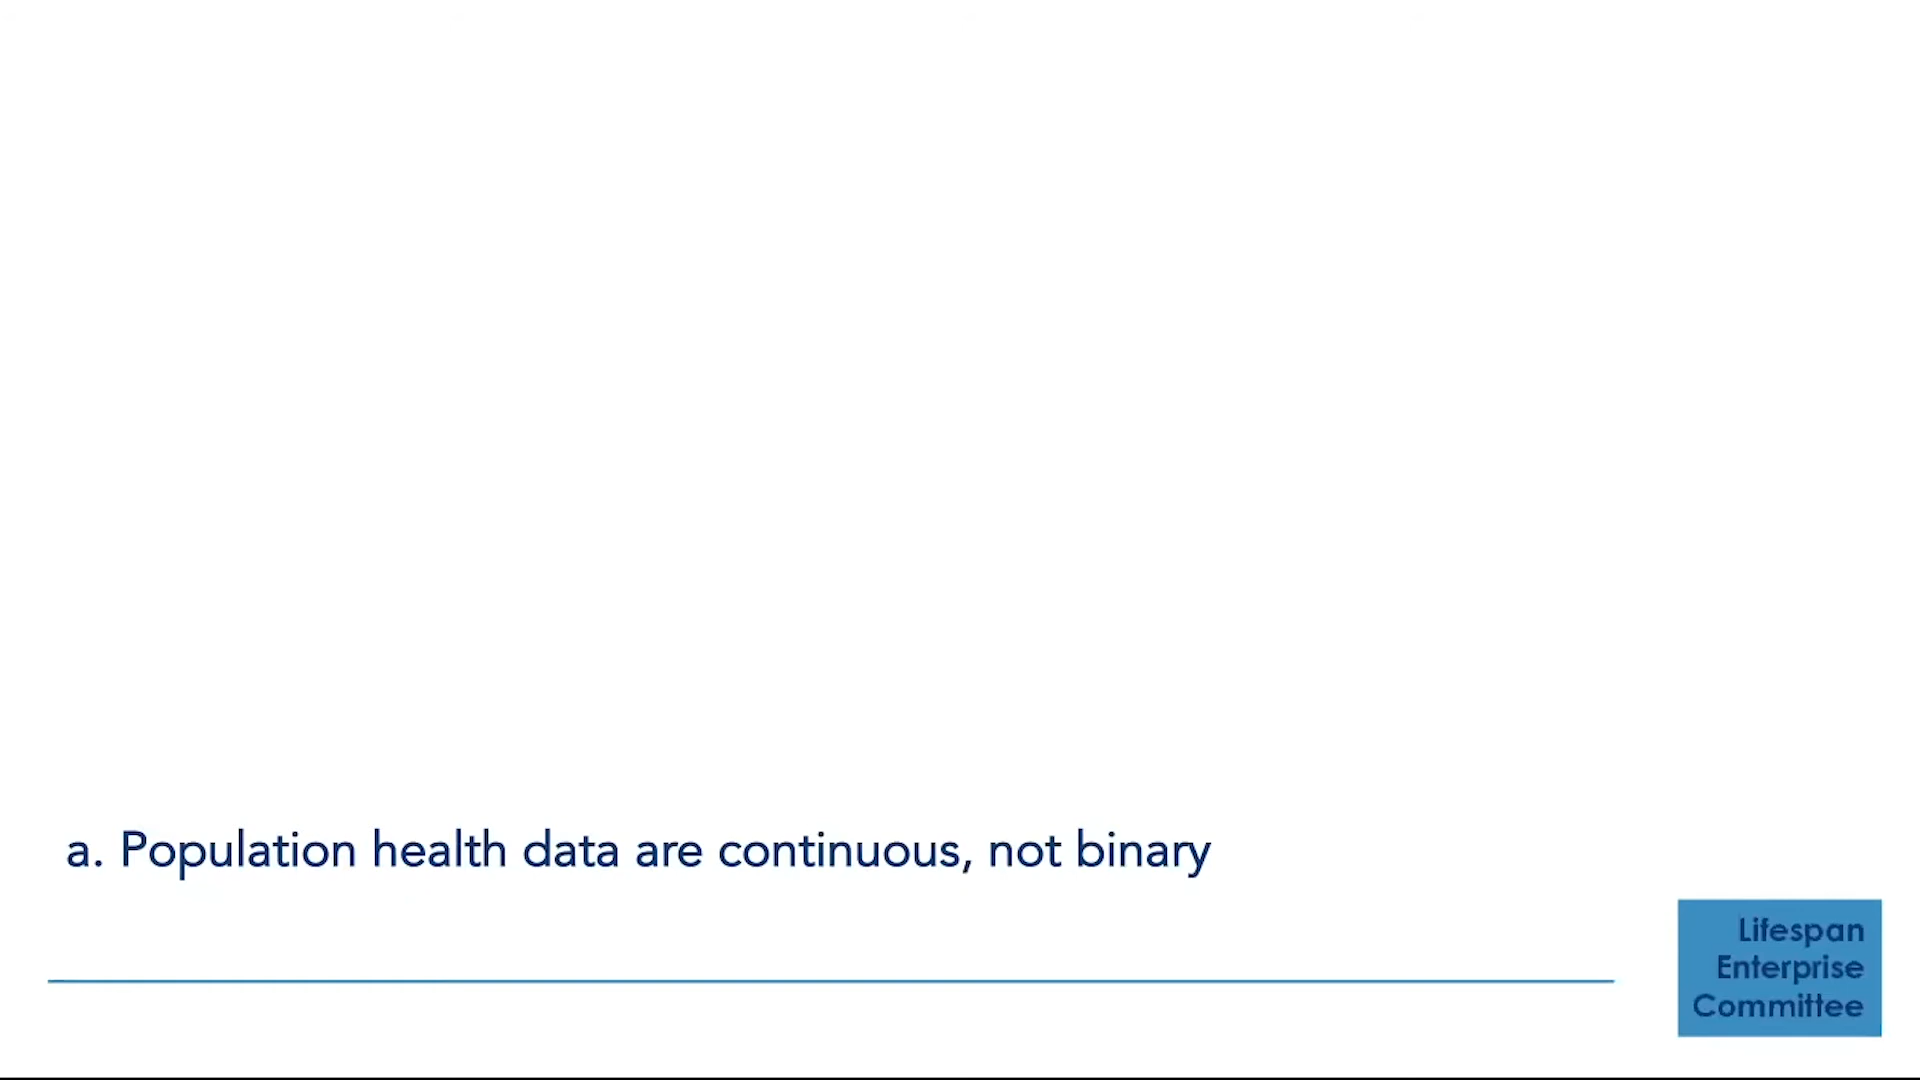 a. Population health data are continuous, not binary
Lifespan
Enterprise
Committee